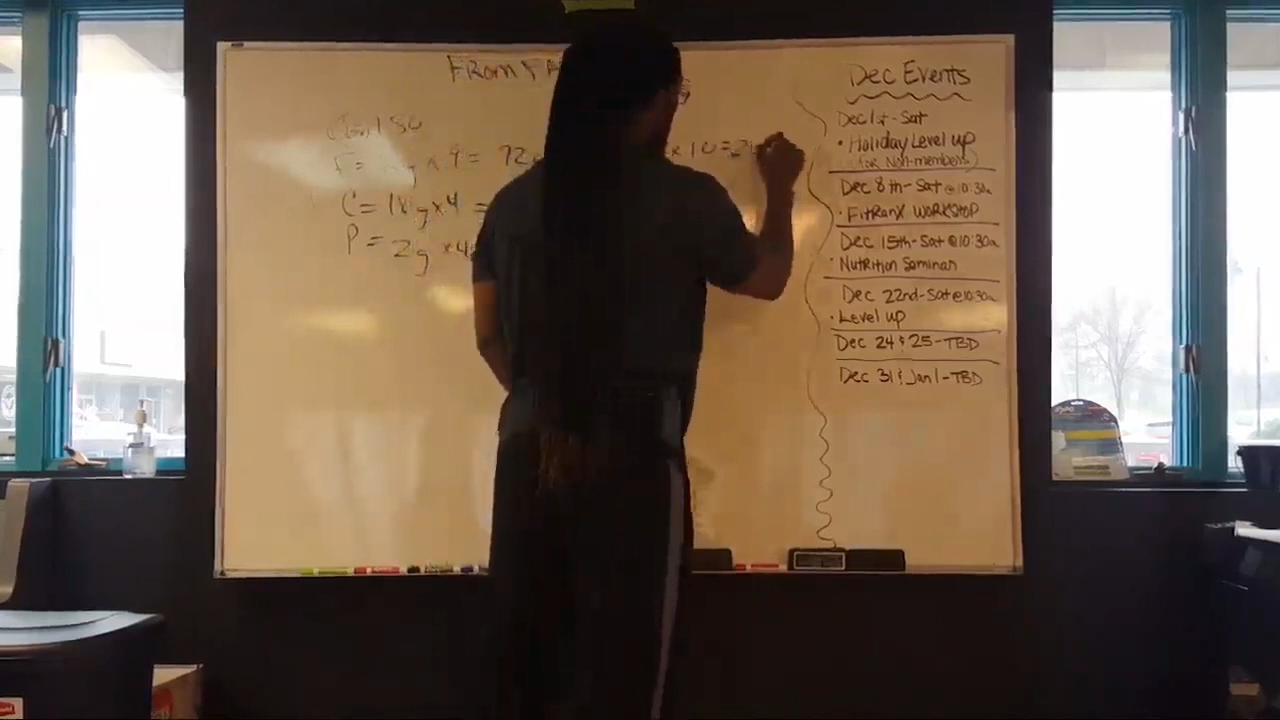 FROM FA
180
F= g x 9 = 72 x 10 =
C= 18g x 4 =
P= 2g x 4
Dec Events
Dec 1st - Sat
• Holiday Level up
(for Non-members)
Dec 8th - Sat @ 10:30a
• FitRanX WORKSTOP
Dec 15th - Sat @ 10:30a
• Nutrition Seminar
Dec 22nd - Sat @ 10:30a
• Level up
Dec 24 & 25 - TBD
Dec 31 & Jan 1 - TBD